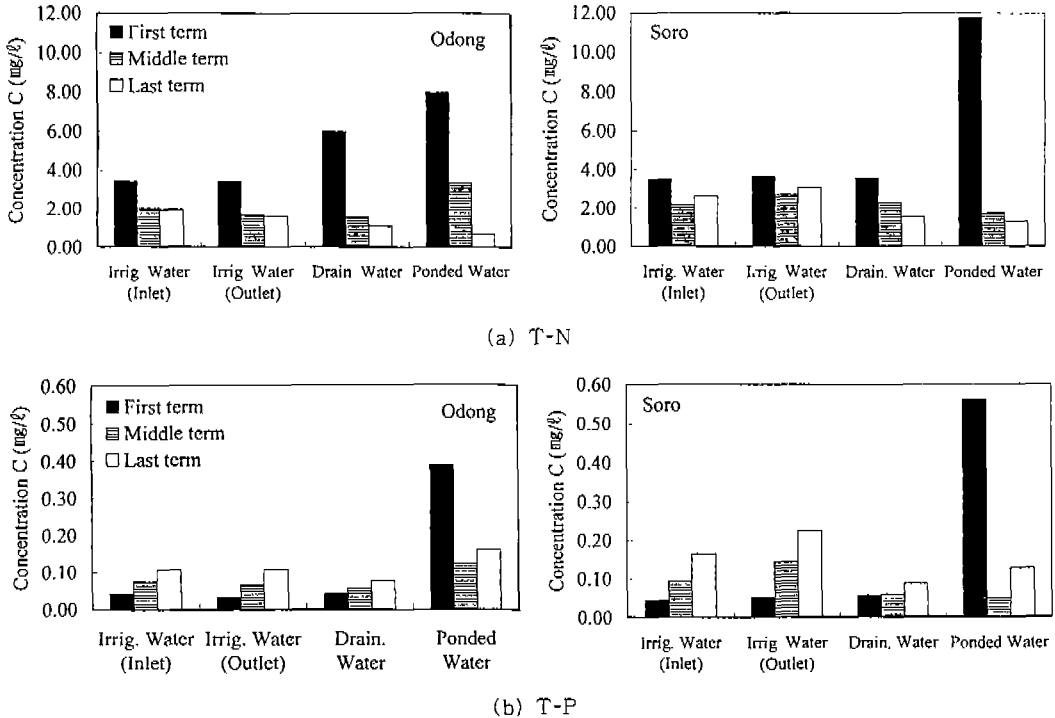 12.00
10.00
8.00
6.00
4.00
2.00
0.00
Concentration C (㎎/ℓ)
First term
Middle term
Last term
Odong
Irrig. Water
(Inlet)
Irrig. Water
(Outlet)
Drain. Water
Ponded Water
12.00
10.00
8.00
6.00
4.00
2.00
0.00
Concentration C (㎎/ℓ)
Soro
Irrig. Water
(Inlet)
Irrig. Water
(Outlet)
Drain. Water
Ponded Water
(a) T-N
0.60
0.50
0.40
0.30
0.20
0.10
0.00
Concentration C (㎎/ℓ)
First term
Middle term
Last term
Odong
Irrig. Water
(Inlet)
Irrig. Water
(Outlet)
Drain.
Water
Ponded
Water
0.60
0.50
0.40
0.30
0.20
0.10
0.00
Concentration C (㎎/ℓ)
Soro
Irrig. Water
(Inlet)
Irrig Water
(Outlet)
Drain. Water
Ponded Water
(b) T-P